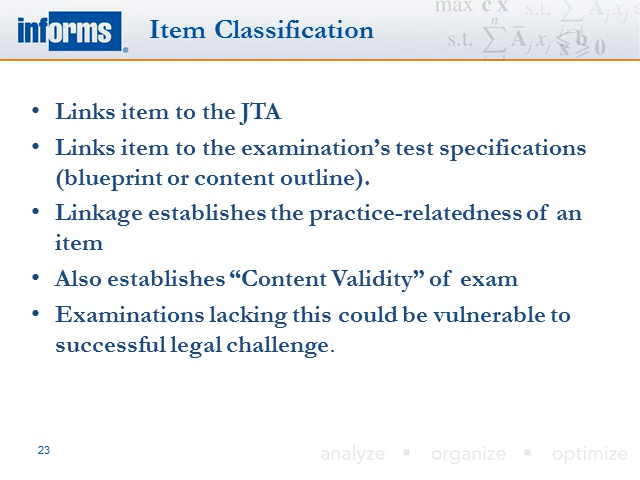 informs®
Item Classification
max c x s.t. ∑ A j x j ≤
s.t. ∑ A j x j ≤ b
n
x ≥ 0
• Links item to the JTA
• Links item to the examination’s test specifications
(blueprint or content outline).
• Linkage establishes the practice-relatedness of an
item
• Also establishes “Content Validity” of exam
• Examinations lacking this could be vulnerable to
successful legal challenge.
23
analyze ▪ organize ▪ optimize